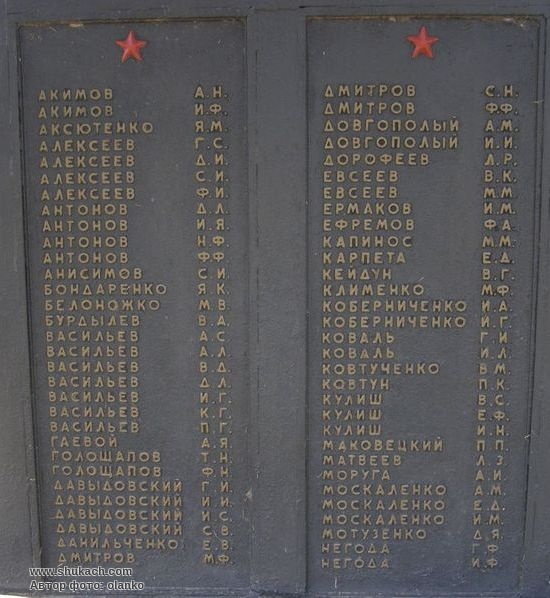 АКИМОВ А.Н.
АКИМОВ И.Ф.
АКСЮТЕНКО Я.М.
АЛЕКСЕЕВ Г.С.
АЛЕКСЕЕВ Д.И.
АЛЕКСЕЕВ С.И.
АЛЕКСЕЕВ Ф.И.
АНТОНОВ Д.Л.
АНТОНОВ И.Я.
АНТОНОВ Н.Ф.
АНТОНОВ Ф.Ф.
АНИСИМОВ С.И.
БОНДАРЕНКО Я.К.
БЕЛОНОЖКО М.В.
БУРДЫЛЕВ В.А.
ВАСИЛЬЕВ А.С.
ВАСИЛЬЕВ А.Л.
ВАСИЛЬЕВ В.Д.
ВАСИЛЬЕВ Д.Л.
ВАСИЛЬЕВ И.Г.
ВАСИЛЬЕВ К.Г.
ВАСИЛЬЕВ П.Г.
ГАЕВОЙ А.Я.
ГОЛОЩАПОВ Т.Н.
ГОЛОЩАПОВ Ф.Н.
ДАВЫДОВСКИЙ Г.И.
ДАВЫДОВСКИЙ И.И.
ДАВЫДОВСКИЙ И.С.
ДАВЫДОВСКИЙ С.В.
ДАНИЛЬЧЕНКО Е.В.
ДМИТРОВ М.Ф.
ДМИТРОВ С.Н.
ДМИТРОВ Ф.Ф.
ДОВГОПОЛЫЙ А.М.
ДОВГОПОЛЫЙ И.И.
ДОРОФЕЕВ Л.Р.
ЕВСЕЕВ В.К.
ЕВСЕЕВ М.М.
ЕРМАКОВ И.М.
ЕФРЕМОВ Ф.А.
КАПИНОС М.М.
КАРПЕТА Е.Д.
КЕЙДУН В.Г.
КЛИМЕНКО М.Ф.
КОБЕРНИЧЕНКО И.А.
КОБЕРНИЧЕНКО И.Г.
КОВАЛЬ Г.И.
КОВАЛЬ И.Л.
КОВТУЧЕНКО В.М.
КОВТУН П.К.
КУЛИШ В.С.
КУЛИШ Е.Ф.
КУЛИШ И.Н.
МАКОВЕЦКИЙ П.П.
МАТВЕЕВ Л.З.
МОРУГА А.И.
МОСКАЛЕНКО А.М.
МОСКАЛЕНКО Е.Д.
МОСКАЛЕНКО И.М.
МОТУЗЕНКО Д.Я.
НЕГОДА Г.Ф.
НЕГОДА И.Ф.
www.shukach.com
Автор фото: olanko